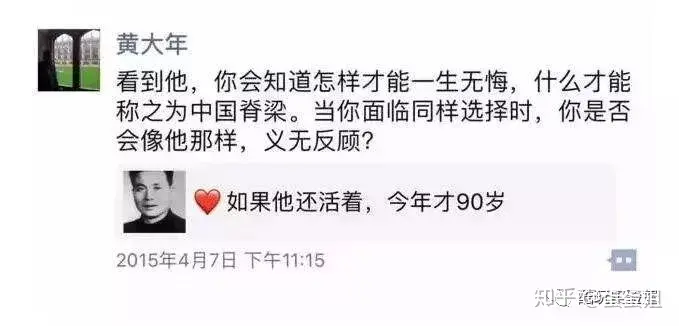 黄大年
看到他，你会知道怎样才能一生无悔，什么才能
称之为中国脊梁。当你面临同样选择时，你是否
会像他那样，义无反顾？
❤️如果他还活着，今年才90岁
2015年4月7日 下午11:15
知乎